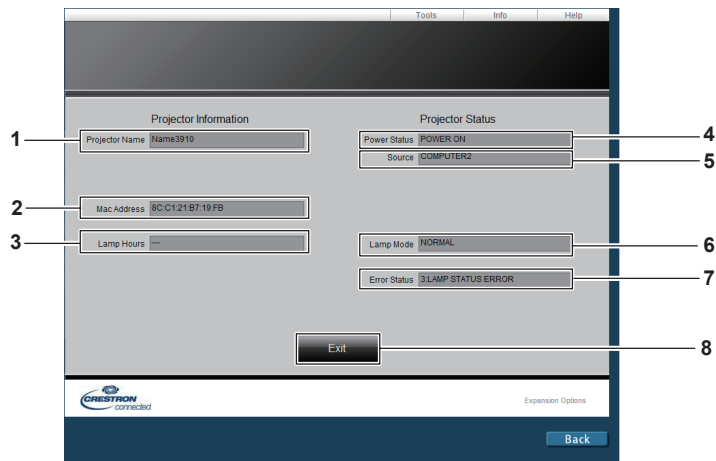 Tools Info Help
Projector Information Projector Status
1 Projector Name Name3910 Power Status POWER ON 4
Source COMPUTER2 5
2 Mac Address 8C:C1:21:B7:19:FB
3 Lamp Hours --- Lamp Mode NORMAL 6
Error Status 3:LAMP STATUS ERROR 7
Exit 8
CRESTRON
connected
Expansion Options
Back